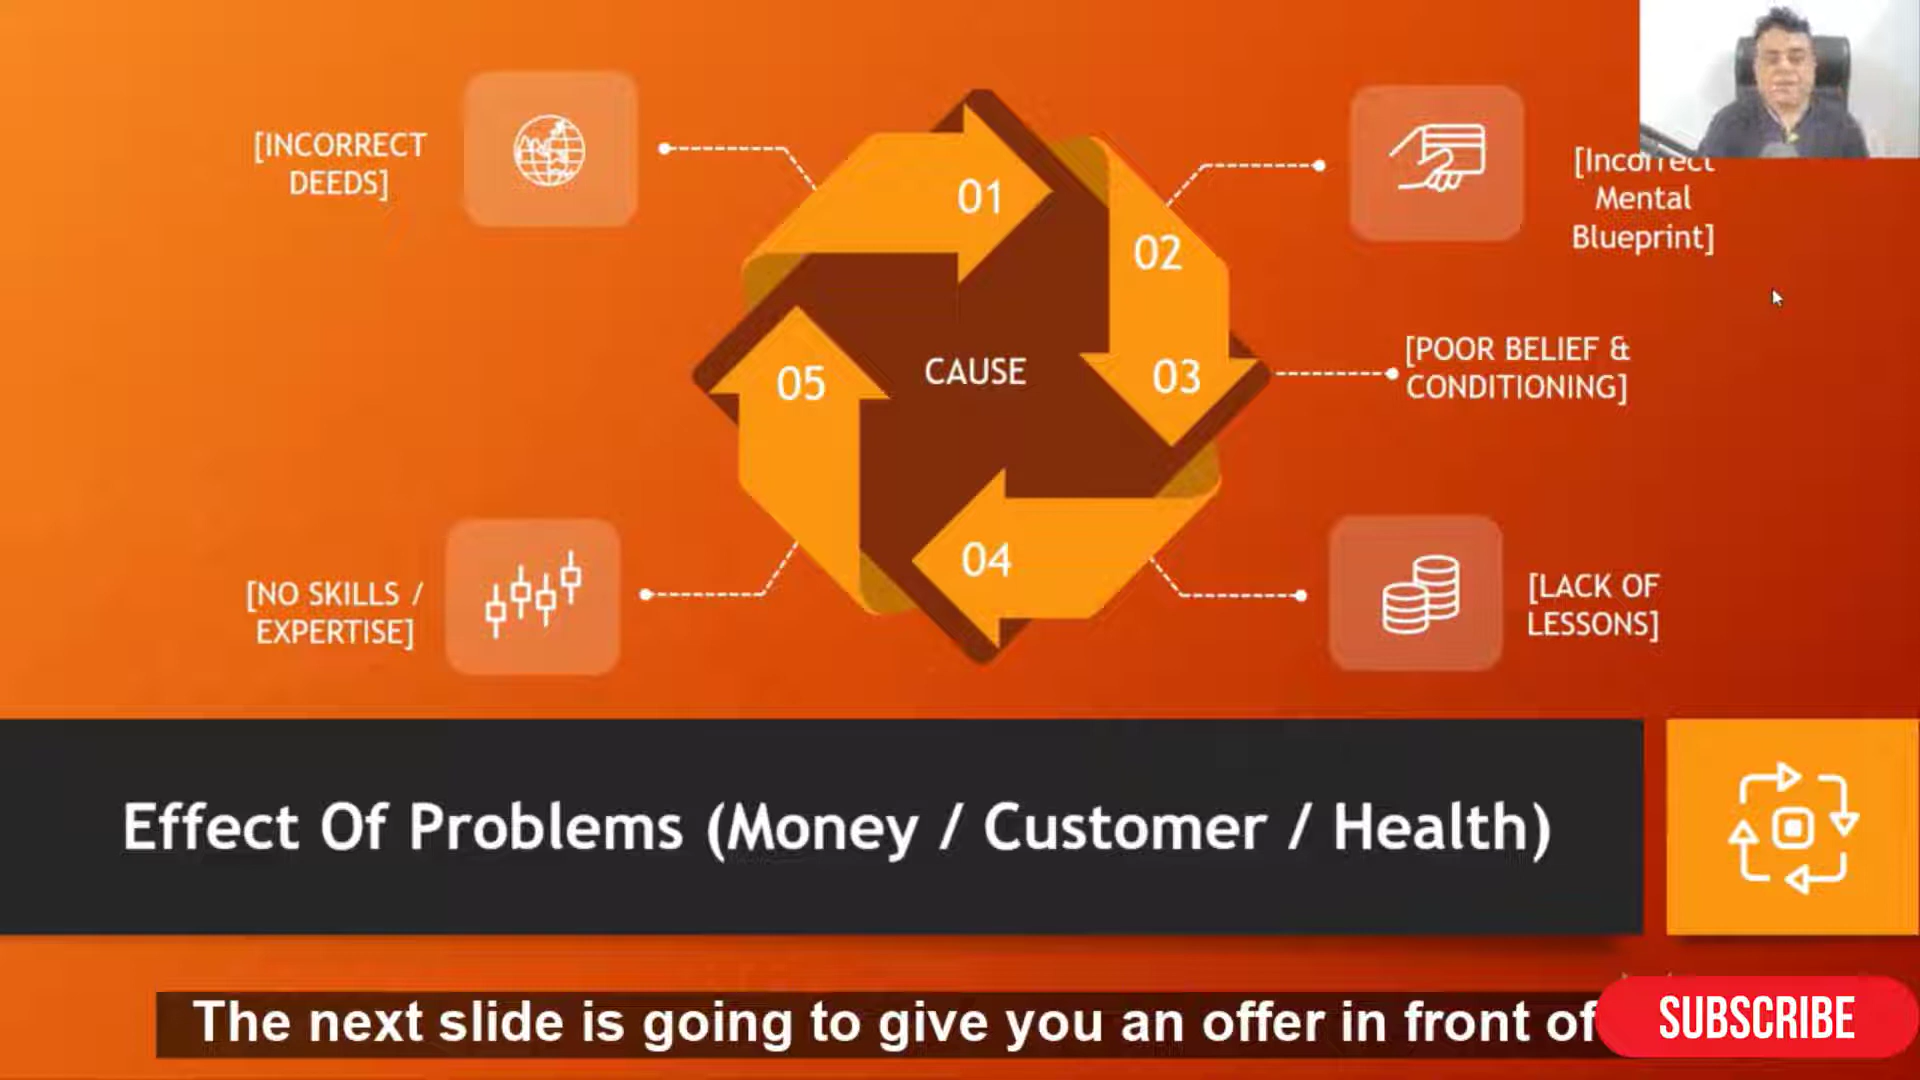 [INCORRECT
DEEDS]
01
02
[Incorrect
Mental
Blueprint]
03
[POOR BELIEF &
CONDITIONING]
CAUSE
05
04
[NO SKILLS /
EXPERTISE]
[LACK OF
LESSONS]
Effect Of Problems (Money / Customer / Health)
The next slide is going to give you an offer in front of
SUBSCRIBE